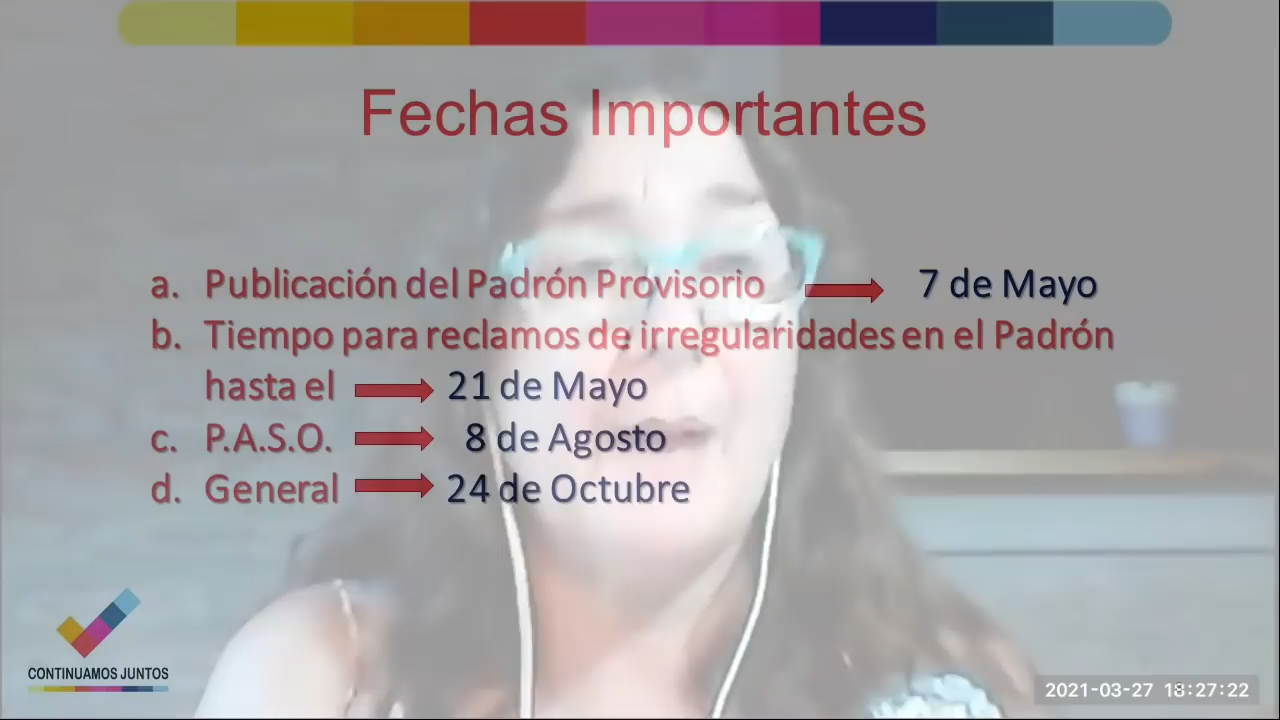 Fechas Importantes
a. Publicación del Padrón Provisorio 7 de Mayo
b. Tiempo para reclamos de irregularidades en el Padrón
hasta el 21 de Mayo
c. P.A.S.O. 8 de Agosto
d. General 24 de Octubre
CONTINUAMOS JUNTOS
2021-03-27 18:27:22